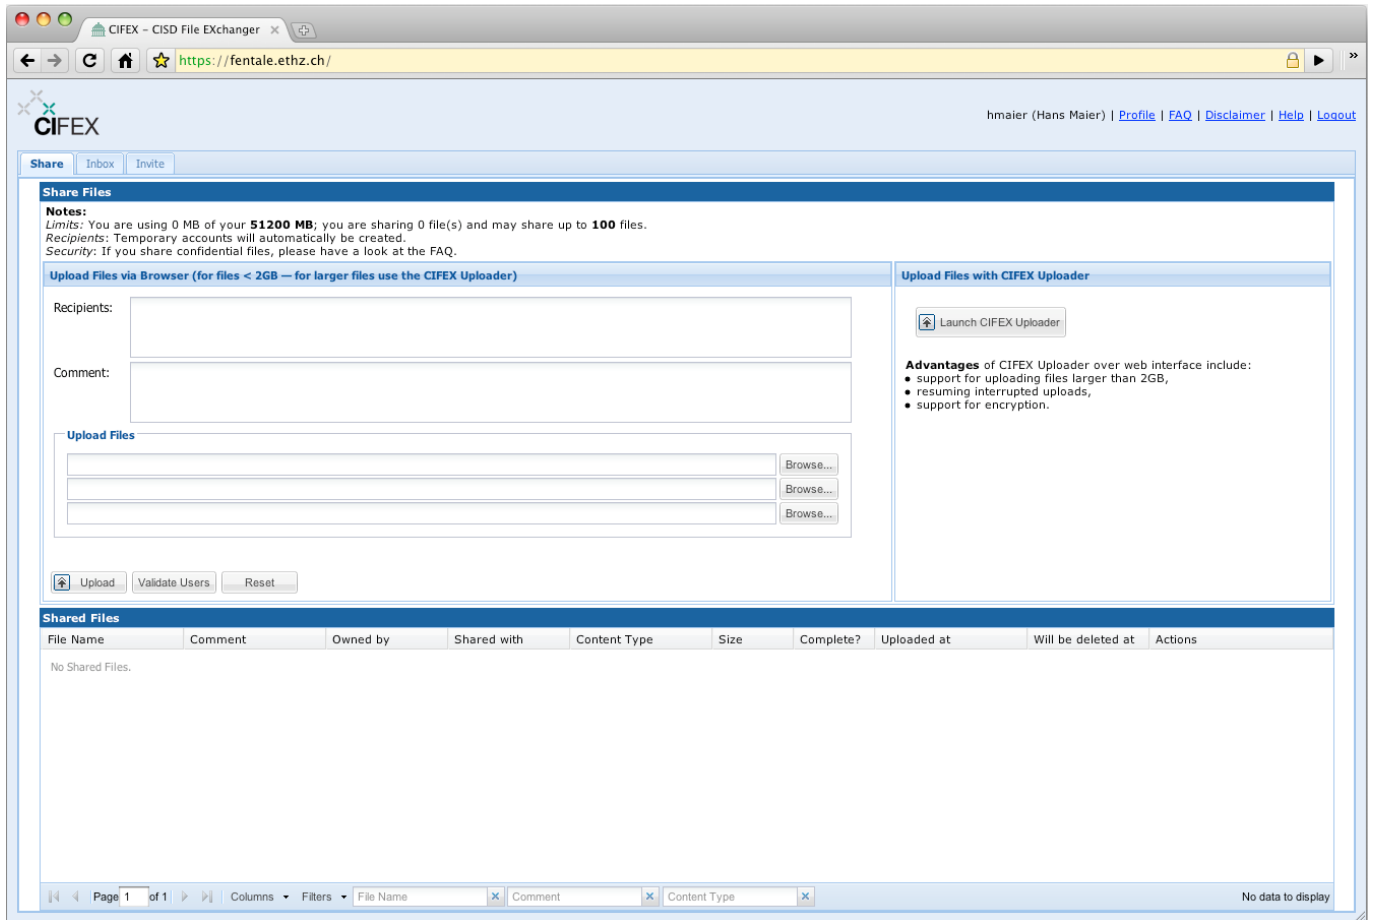 CIFEX – CISD File EXchanger
https://fentale.ethz.ch/
»
CIFEX
hmaier (Hans Maier) | Profile | FAQ | Disclaimer | Help | Logout
Share Inbox Invite
Share Files
Notes:
Limits: You are using 0 MB of your 51200 MB; you are sharing 0 file(s) and may share up to 100 files.
Recipients: Temporary accounts will automatically be created.
Security: If you share confidential files, please have a look at the FAQ.
Upload Files via Browser (for files < 2GB — for larger files use the CIFEX Uploader)
Recipients:
Comment:
Upload Files
Browse...
Browse...
Browse...
Upload Validate Users Reset
Upload Files with CIFEX Uploader
Launch CIFEX Uploader
Advantages of CIFEX Uploader over web interface include:
• support for uploading files larger than 2GB,
• resuming interrupted uploads,
• support for encryption.
Shared Files
File Name Comment Owned by Shared with Content Type Size Complete? Uploaded at Will be deleted at Actions
No Shared Files.
Page 1 of 1 Columns Filters File Name Comment Content Type No data to display